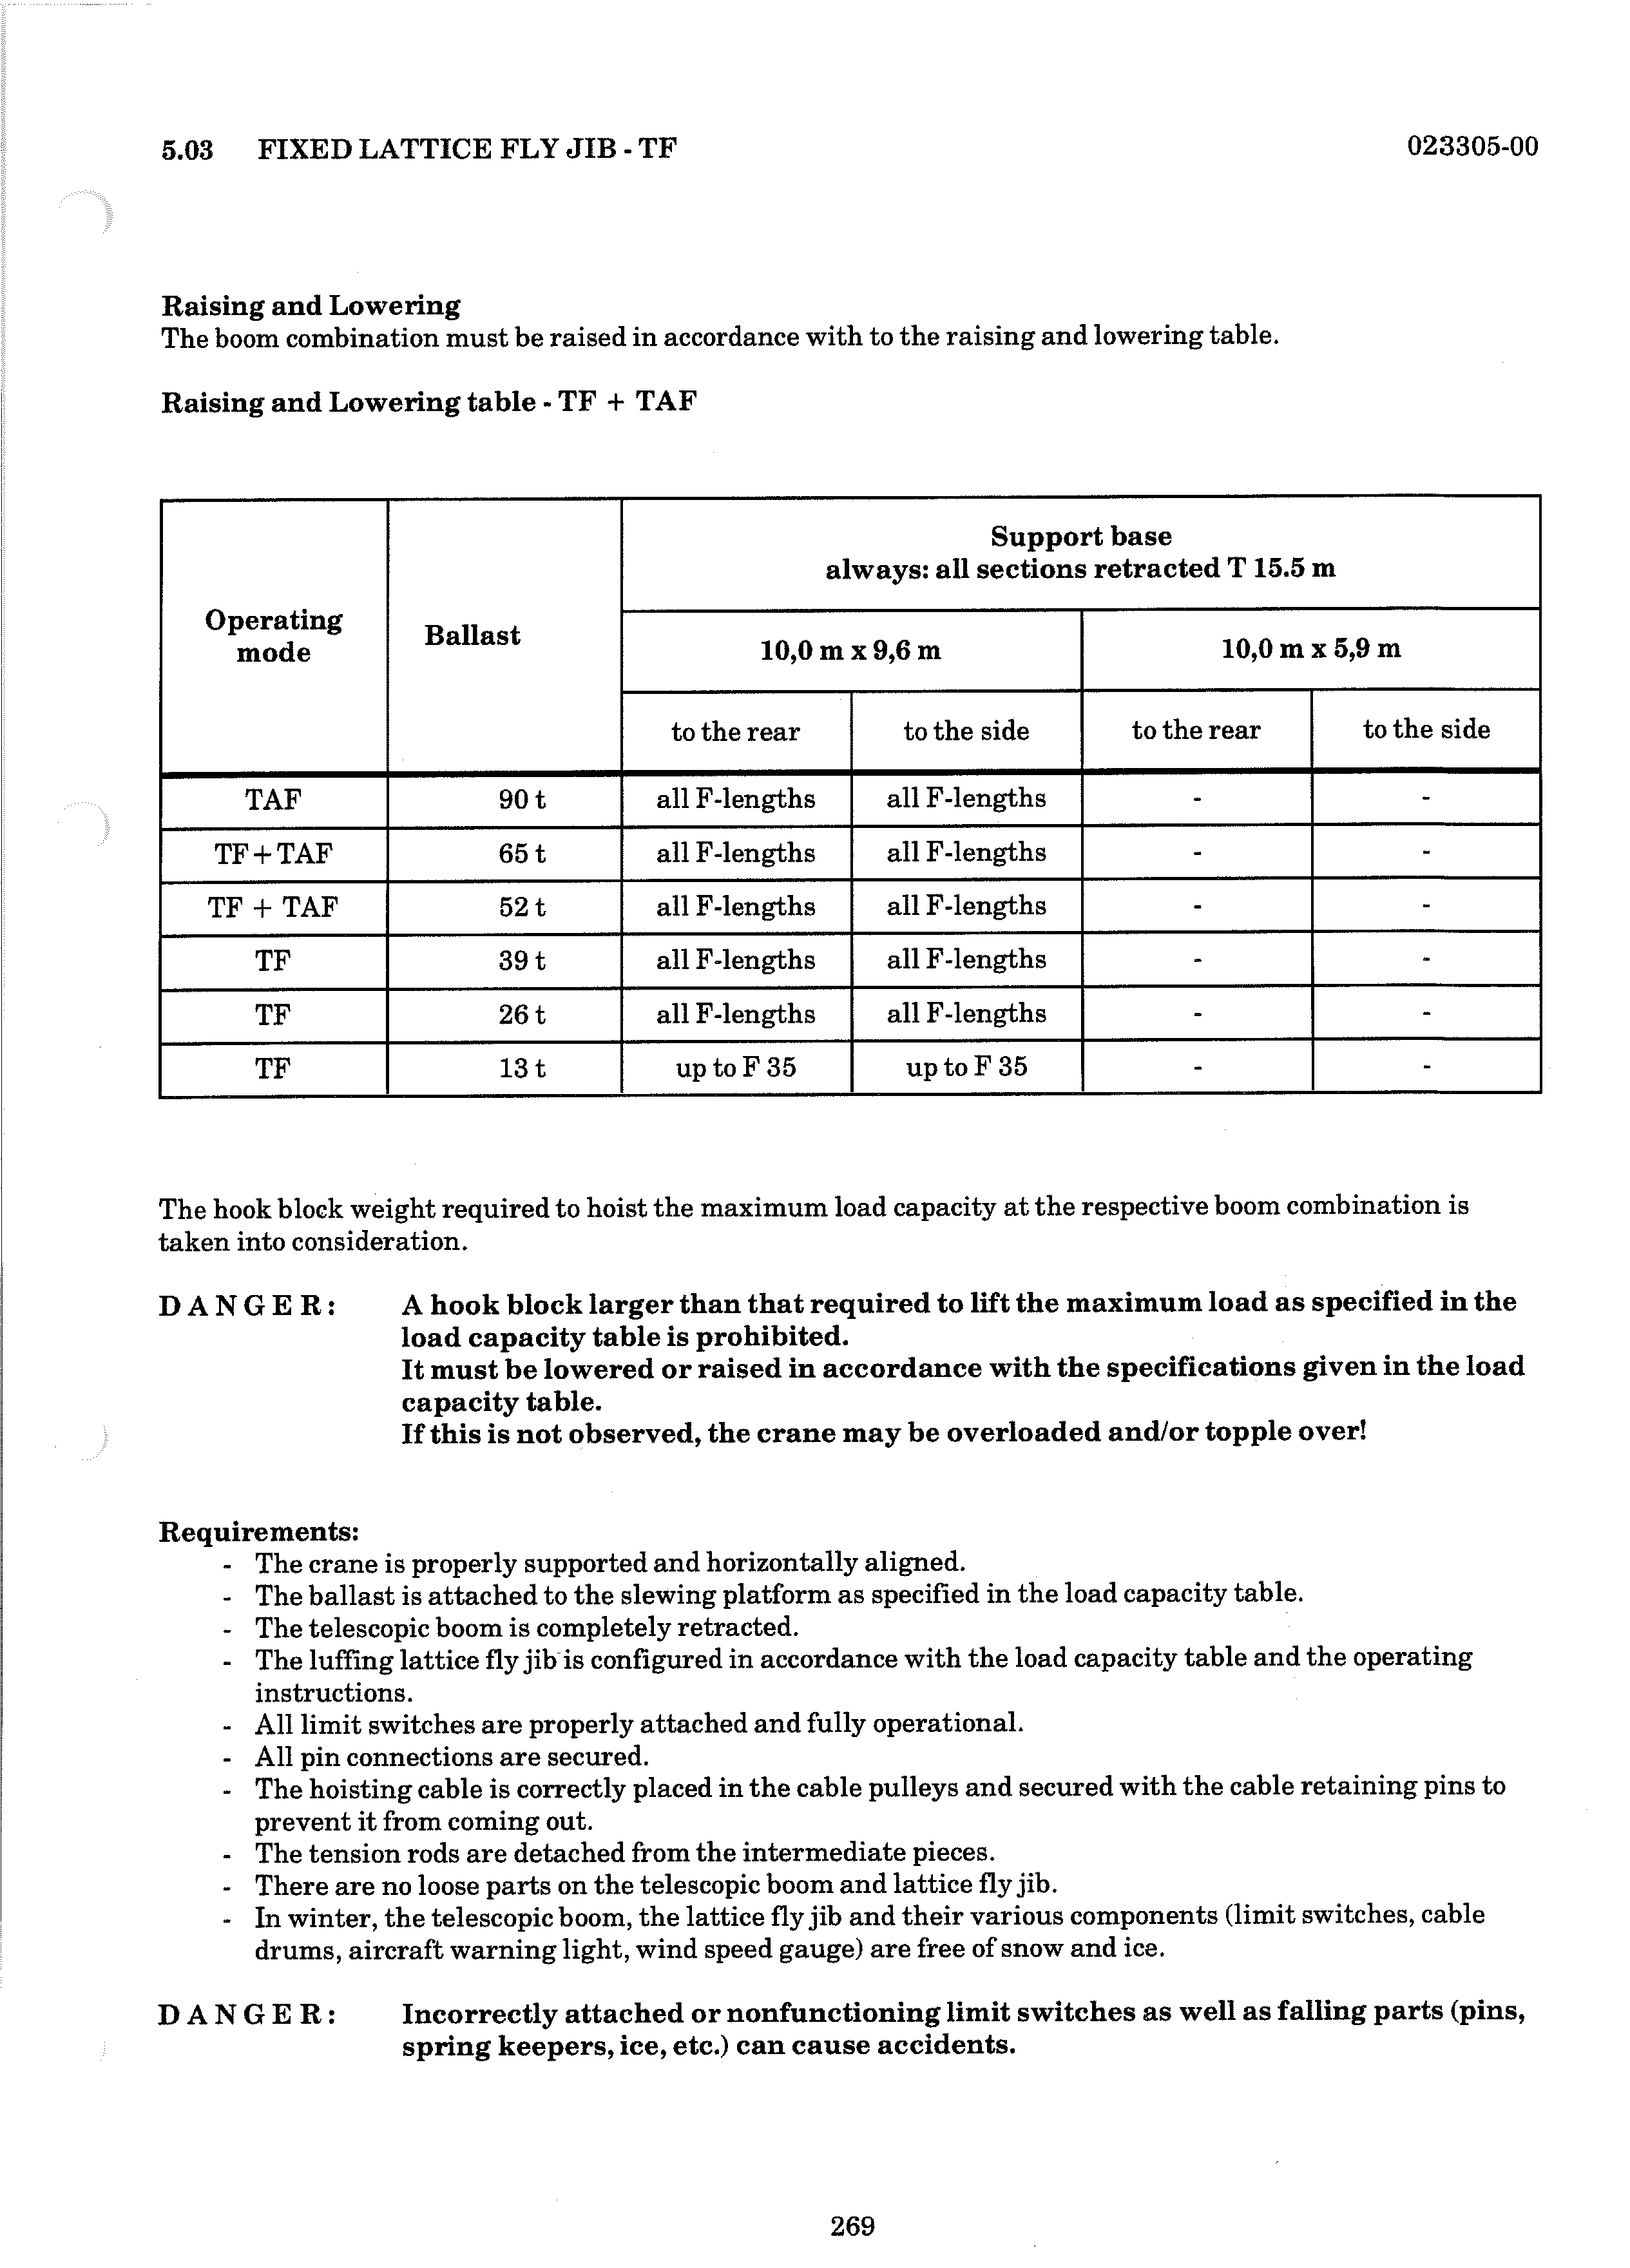 5.03 FIXED LATTICE FLY JIB - TF 023305-00
Raising and Lowering
The boom combination must be raised in accordance with to the raising and lowering table.
Raising and Lowering table - TF + TAF
Support base
always: all sections retracted T 15.5 m
Operating
mode
Ballast
10,0 m x 9,6 m 10,0 m x 5,9 m
to the rear to the side to the rear to the side
TAF 90 t all F-lengths all F-lengths - -
TF+TAF 65 t all F-lengths all F-lengths - -
TF + TAF 52 t all F-lengths all F-lengths - -
TF 39 t all F-lengths all F-lengths - -
TF 26 t all F-lengths all F-lengths - -
TF 13 t up to F 35 up to F 35 - -
The hook block weight required to hoist the maximum load capacity at the respective boom combination is
taken into consideration.
DANGER: A hook block larger than that required to lift the maximum load as specified in the
load capacity table is prohibited.
It must be lowered or raised in accordance with the specifications given in the load
capacity table.
If this is not observed, the crane may be overloaded and/or topple over!
Requirements:
- The crane is properly supported and horizontally aligned.
- The ballast is attached to the slewing platform as specified in the load capacity table.
- The telescopic boom is completely retracted.
- The luffing lattice fly jib is configured in accordance with the load capacity table and the operating
instructions.
- All limit switches are properly attached and fully operational.
- All pin connections are secured.
- The hoisting cable is correctly placed in the cable pulleys and secured with the cable retaining pins to
prevent it from coming out.
- The tension rods are detached from the intermediate pieces.
- There are no loose parts on the telescopic boom and lattice fly jib.
- In winter, the telescopic boom, the lattice fly jib and their various components (limit switches, cable
drums, aircraft warning light, wind speed gauge) are free of snow and ice.
DANGER: Incorrectly attached or nonfunctioning limit switches as well as falling parts (pins,
spring keepers, ice, etc.) can cause accidents.
269